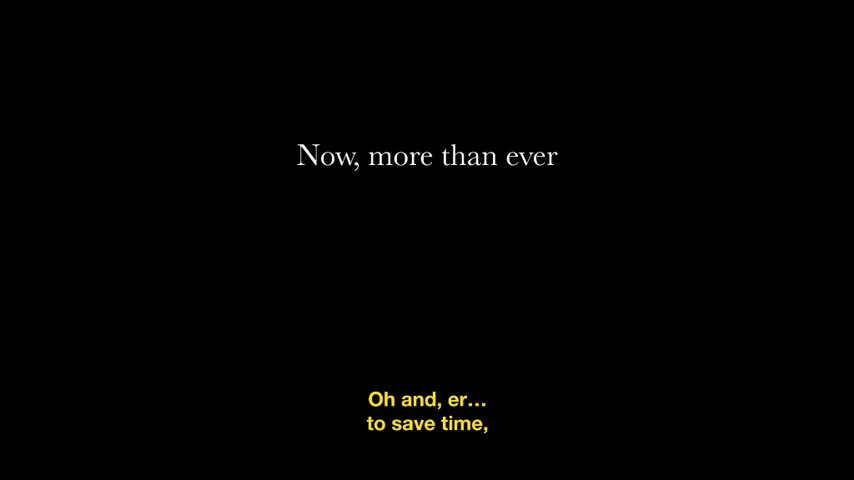 Now, more than ever
Oh and, er...
to save time,